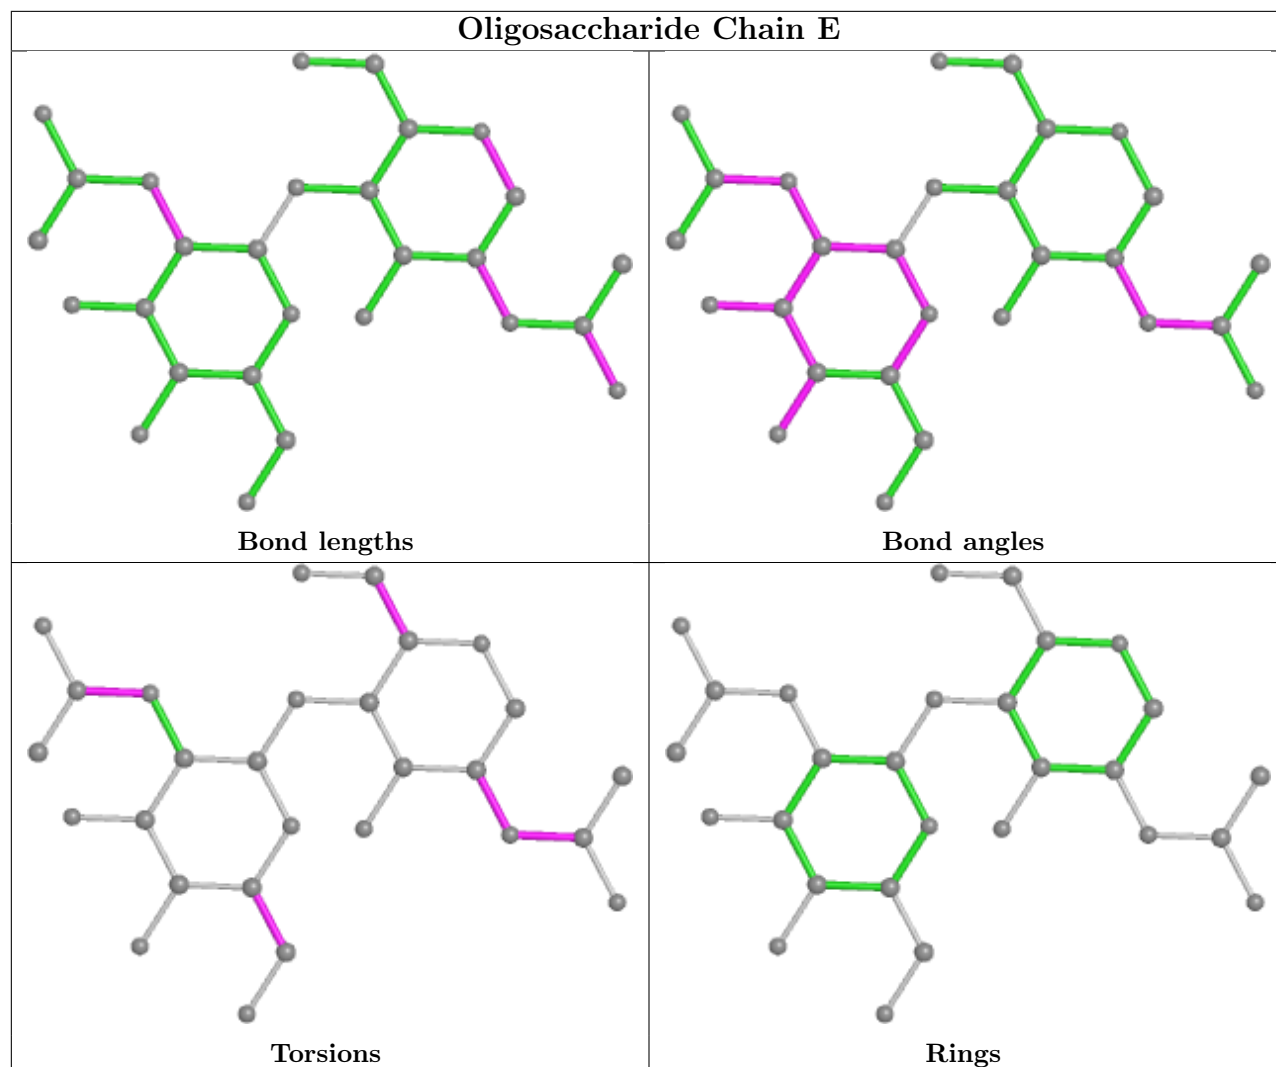 Oligosaccharide Chain E
Bond lengths
Bond angles
Torsions
Rings